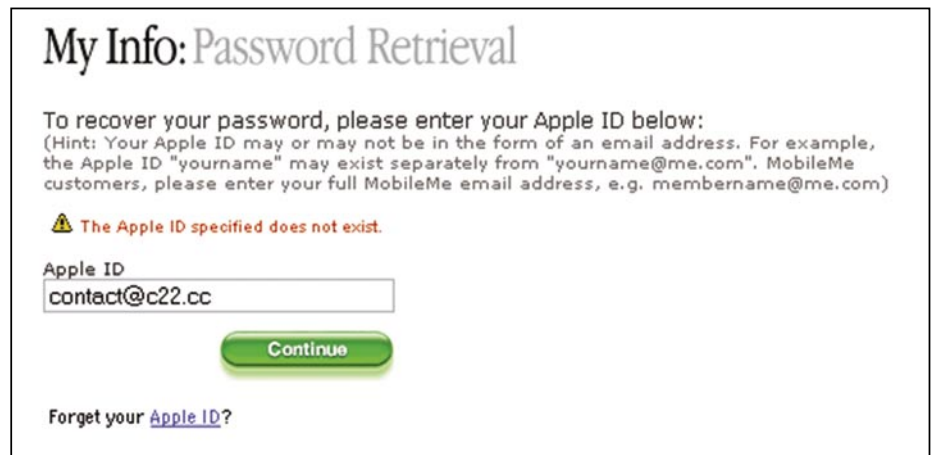 My Info: Password Retrieval
To recover your password, please enter your Apple ID below:
(Hint: Your Apple ID may or may not be in the form of an email address. For example,
the Apple ID "yourname" may exist separately from "yourname@me.com". MobileMe
customers, please enter your full MobileMe email address, e.g. membername@me.com)
The Apple ID specified does not exist.
Apple ID
contact@c22.cc
Continue
Forget your Apple ID?